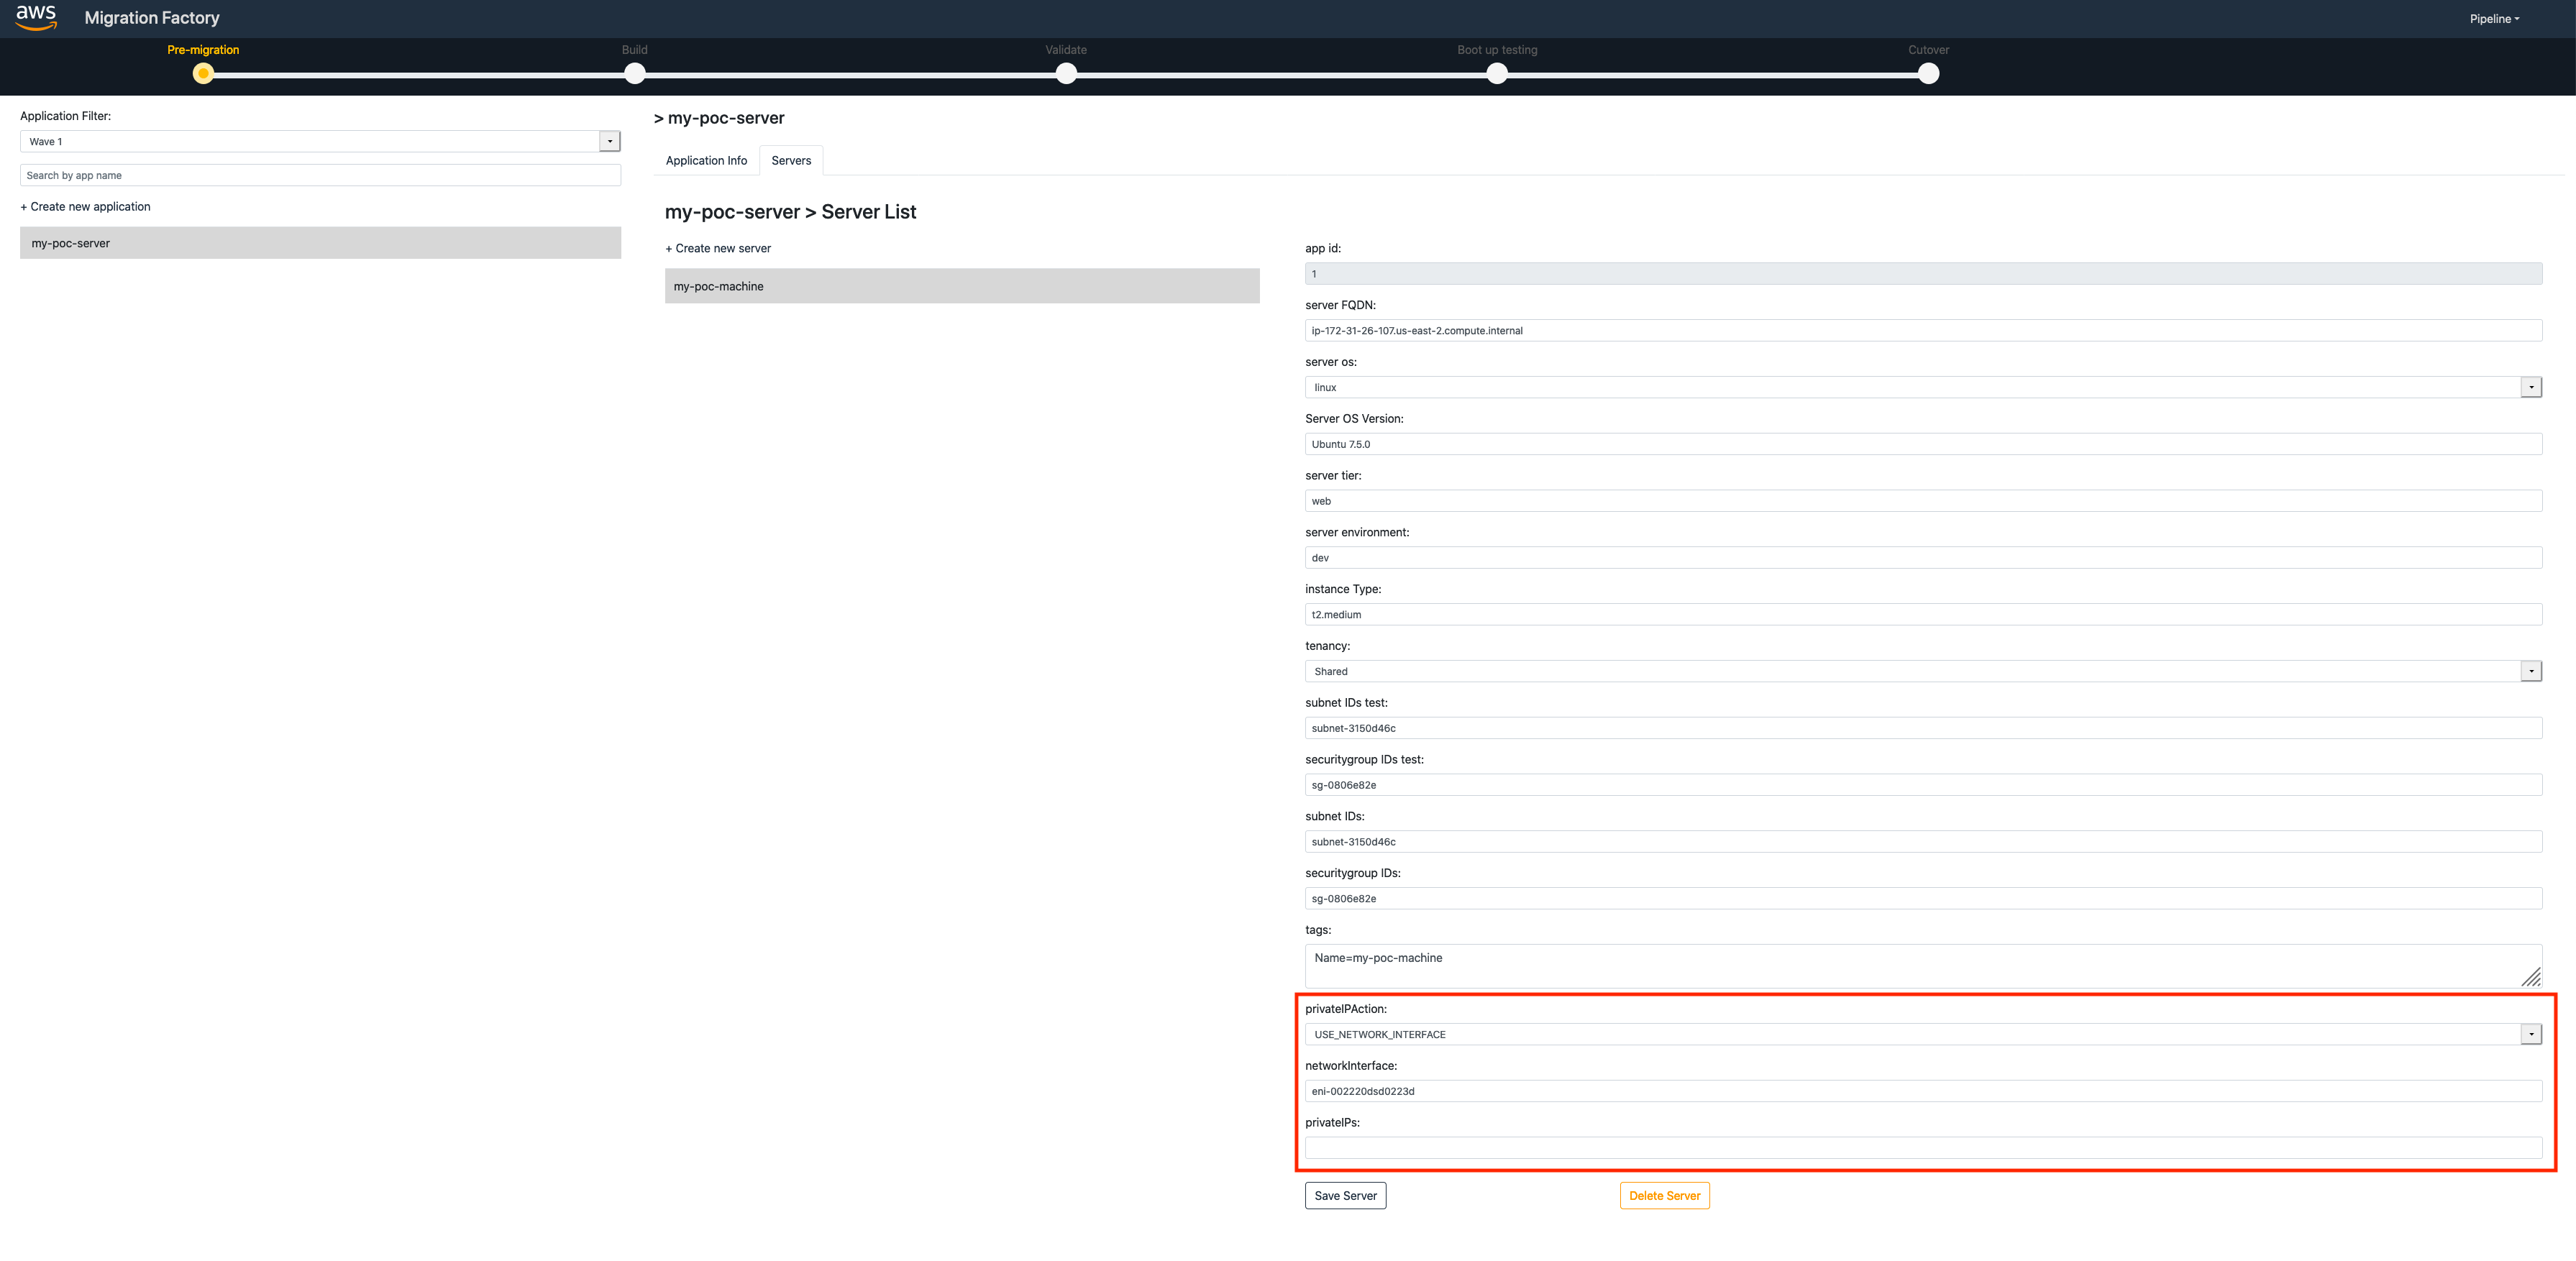 aws
Migration Factory
Pipeline
Pre-migration
Build
Validate
Boot up testing
Cutover
Application Filter:
Wave 1
Search by app name
+ Create new application
my-poc-server
> my-poc-server
Application Info
Servers
my-poc-server > Server List
+ Create new server
my-poc-machine
app id:
1
server FQDN:
ip-172-31-26-107.us-east-2.compute.internal
server os:
linux
Server OS Version:
Ubuntu 7.5.0
server tier:
web
server environment:
dev
instance Type:
t2.medium
tenancy:
Shared
subnet IDs test:
subnet-3150d46c
securitygroup IDs test:
sg-0806e82e
subnet IDs:
subnet-3150d46c
securitygroup IDs:
sg-0806e82e
tags:
Name=my-poc-machine
privateIPAction:
USE_NETWORK_INTERFACE
networkInterface:
eni-002220dsd0223d
privateIPs:
Save Server
Delete Server